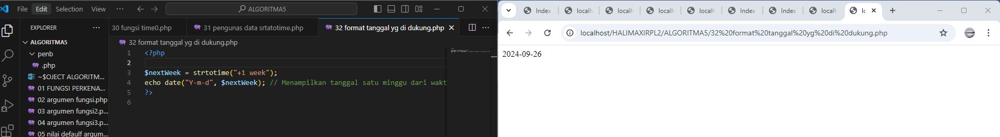 File Edit Selection View ··· ALGORITMA5
EXPLORER ···
ALGORITMA5
penb
.php
~$OJECT ALGORITM...
01 FUNGSI PERKENA...
02 argumen fungsi.php
03 argumen fungsi2.p...
04 argumen fungsi3.p...
05 nilai defaulf argum...
30 fungsi time0.php 31 pengunas data srtatotime.php 32 format tanggal yg di dukung.php
32 format tanggal yg di dukung.php
1 <?php
2
3 $nextWeek = strtotime("+1 week");
4 echo date("Y-m-d", $nextWeek); // Menampilkan tanggal satu minggu dari wakt
5 ?>
6
Index localh localh localh localh Index Index localh lo
localhost/HALIMAXIRPL2/ALGORITMA5/32%20format%20tanggal%20yg%20di%20dukung.php
2024-09-26